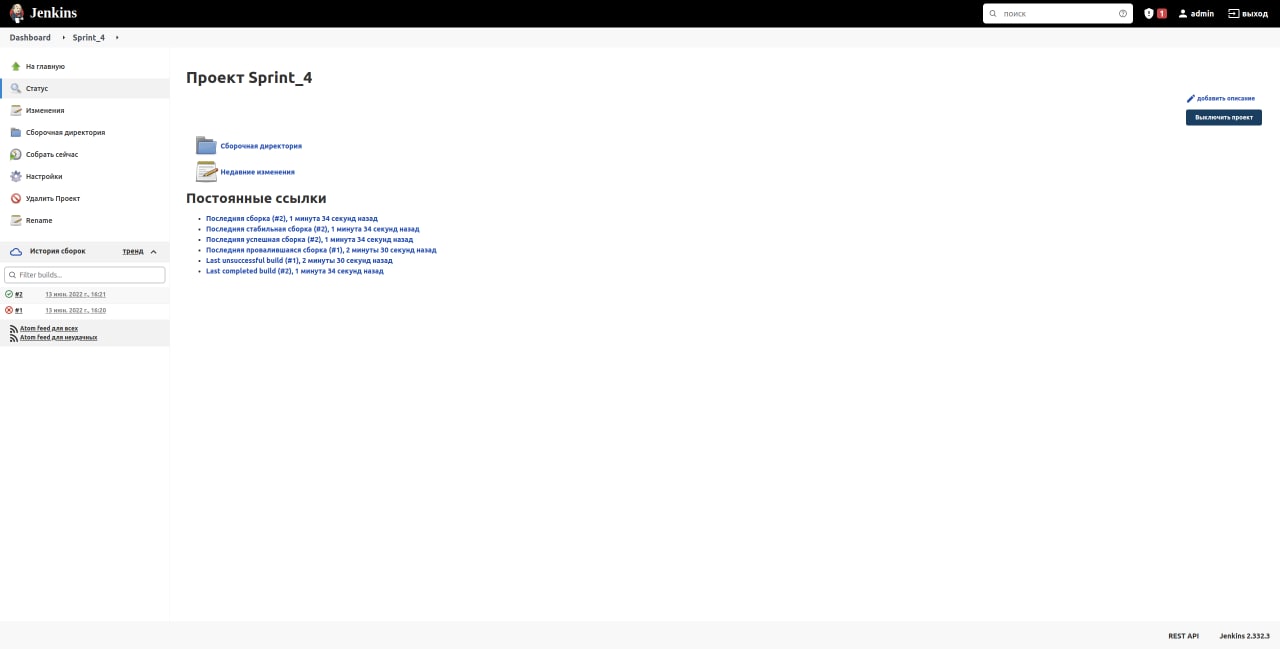 Jenkins
поиск
1
admin
выход
Dashboard
Sprint_4
На главную
Статус
Изменения
Сборочная директория
Собрать сейчас
Настройки
Удалить Проект
Rename
История сборок
тренд
Filter builds...
#2 13 июн. 2022 г., 16:21
#1 13 июн. 2022 г., 16:20
Atom feed для всех
Atom feed для неудачных
Проект Sprint_4
добавить описание
Выключить проект
Сборочная директория
Недавние изменения
Постоянные ссылки
Последняя сборка (#2), 1 минута 34 секунд назад
Последняя стабильная сборка (#2), 1 минута 34 секунд назад
Последняя успешная сборка (#2), 1 минута 34 секунд назад
Последняя провалившаяся сборка (#1), 2 минуты 30 секунд назад
Last unsuccessful build (#1), 2 минуты 30 секунд назад
Last completed build (#2), 1 минута 34 секунд назад
REST API
Jenkins 2.332.3